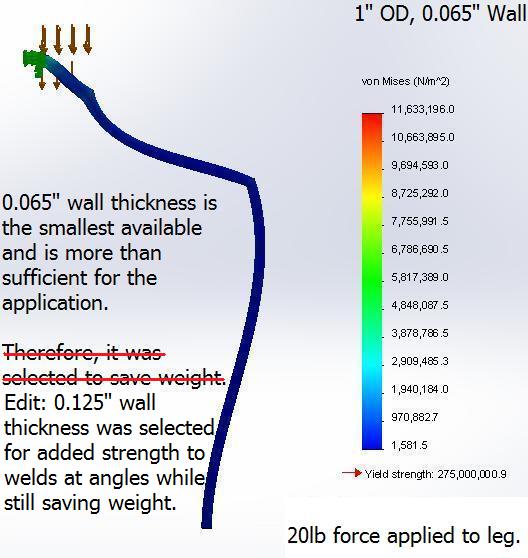 1" OD, 0.065" Wall
von Mises (N/m^2)
11,633,196.0
10,663,895.0
9,694,593.0
8,725,292.0
7,755,991.5
6,786,690.5
5,817,389.0
4,848,087.5
3,878,786.5
2,909,485.3
1,940,184.0
970,882.7
1,581.5
Yield strength: 275,000,000.9
0.065" wall thickness is
the smallest available
and is more than
sufficient for the
application.
Therefore, it was
selected to save weight.
Edit: 0.125" wall
thickness was selected
for added strength to
welds at angles while
still saving weight.
20lb force applied to leg.